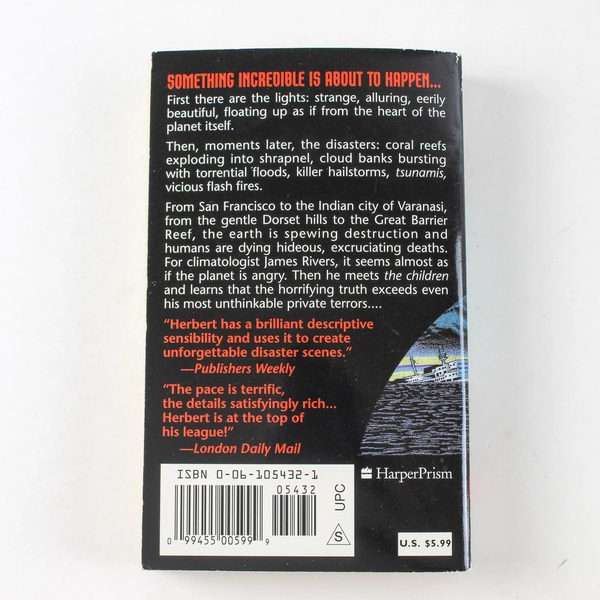 SOMETHING INCREDIBLE IS ABOUT TO HAPPEN...
First there are the lights: strange, alluring, eerily
beautiful, floating up as if from the heart of the
planet itself.
Then, moments later, the disasters: coral reefs
exploding into shrapnel, cloud banks bursting
with torrential floods, killer hailstorms, tsunamis,
vicious flash fires.
From San Francisco to the Indian city of Varanasi,
from the gentle Dorset hills to the Great Barrier
Reef, the earth is spewing destruction and
humans are dying hideous, excruciating deaths.
For climatologist James Rivers, it seems almost as
if the planet is angry. Then he meets the children
and learns that the horrifying truth exceeds even
his most unthinkable private terrors....
“Herbert has a brilliant descriptive
sensibility and uses it to create
unforgettable disaster scenes.”
—Publishers Weekly
“The pace is terrific,
the details satisfyingly rich...
Herbert is at the top of
his league!”
—London Daily Mail
ISBN 0-06-105432-1
05432
UPC
S
0 99455 00599 9
HarperPrism
U.S. $5.99